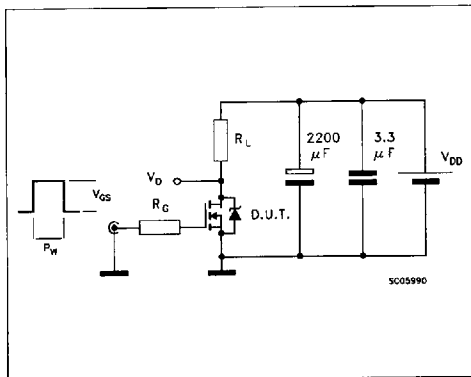 R_L
2200
μF
3.3
μF
V_DD
V_D
V_GS
R_G
D.U.T.
P_W
SC05990